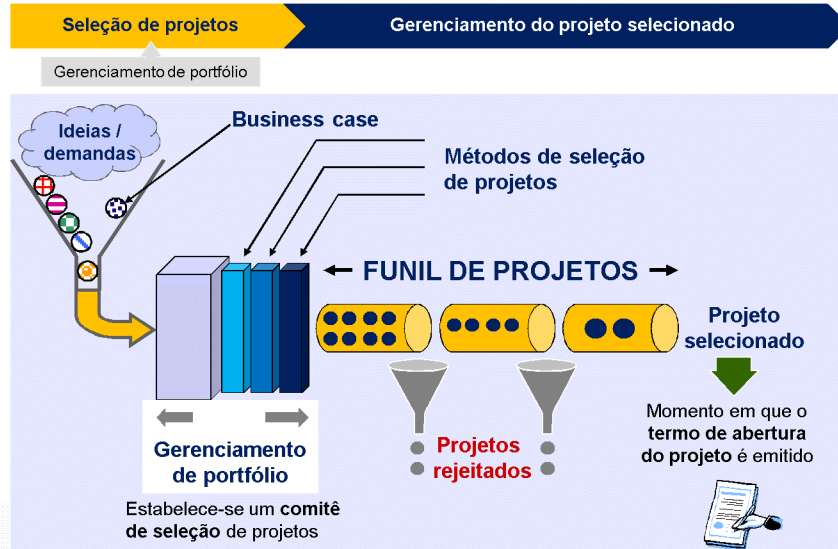 Seleção de projetos
Gerenciamento do projeto selecionado
Gerenciamento de portfólio
Ideias /
demandas
Business case
Métodos de seleção
de projetos
FUNIL DE PROJETOS
Projeto
selecionado
Momento em que o
termo de abertura
do projeto é emitido
Projetos
rejeitados
Gerenciamento
de portfólio
Estabelece-se um comitê
de seleção de projetos